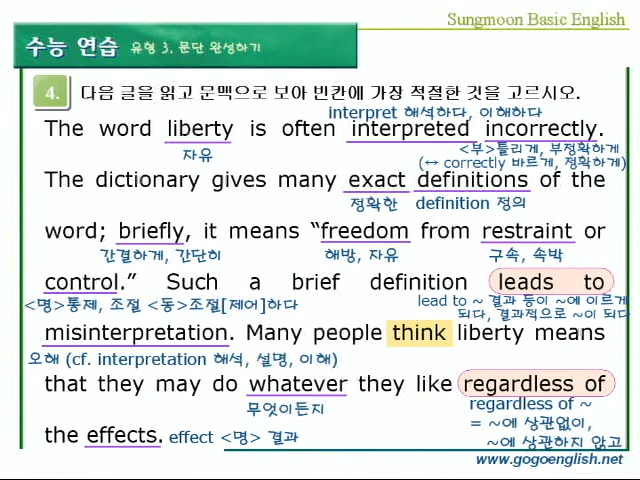 Sungmoon Basic English
수능 연습 유형 3. 문단 완성하기
4. 다음 글을 읽고 문맥으로 보아 빈칸에 가장 적절한 것을 고르시오.
interpret 해석하다, 이해하다
The word liberty is often interpreted incorrectly.
자유
<부>틀리게, 부정확하게
(↔ correctly 바르게, 정확하게)
The dictionary gives many exact definitions of the
정확한 definition 정의
word; briefly, it means “freedom from restraint or
간결하게, 간단히 해방, 자유 구속, 속박
control.” Such a brief definition leads to
<명>통제, 조절 <동>조절[제어]하다
lead to ~ 결과 등이 ~에 이르게
되다, 결과적으로 ~이 되다
misinterpretation. Many people think liberty means
오해 (cf. interpretation 해석, 설명, 이해)
that they may do whatever they like regardless of
무엇이든지
regardless of ~
= ~에 상관없이,
~에 상관하지 않고
the effects. effect <명> 결과
www.gogoenglish.net